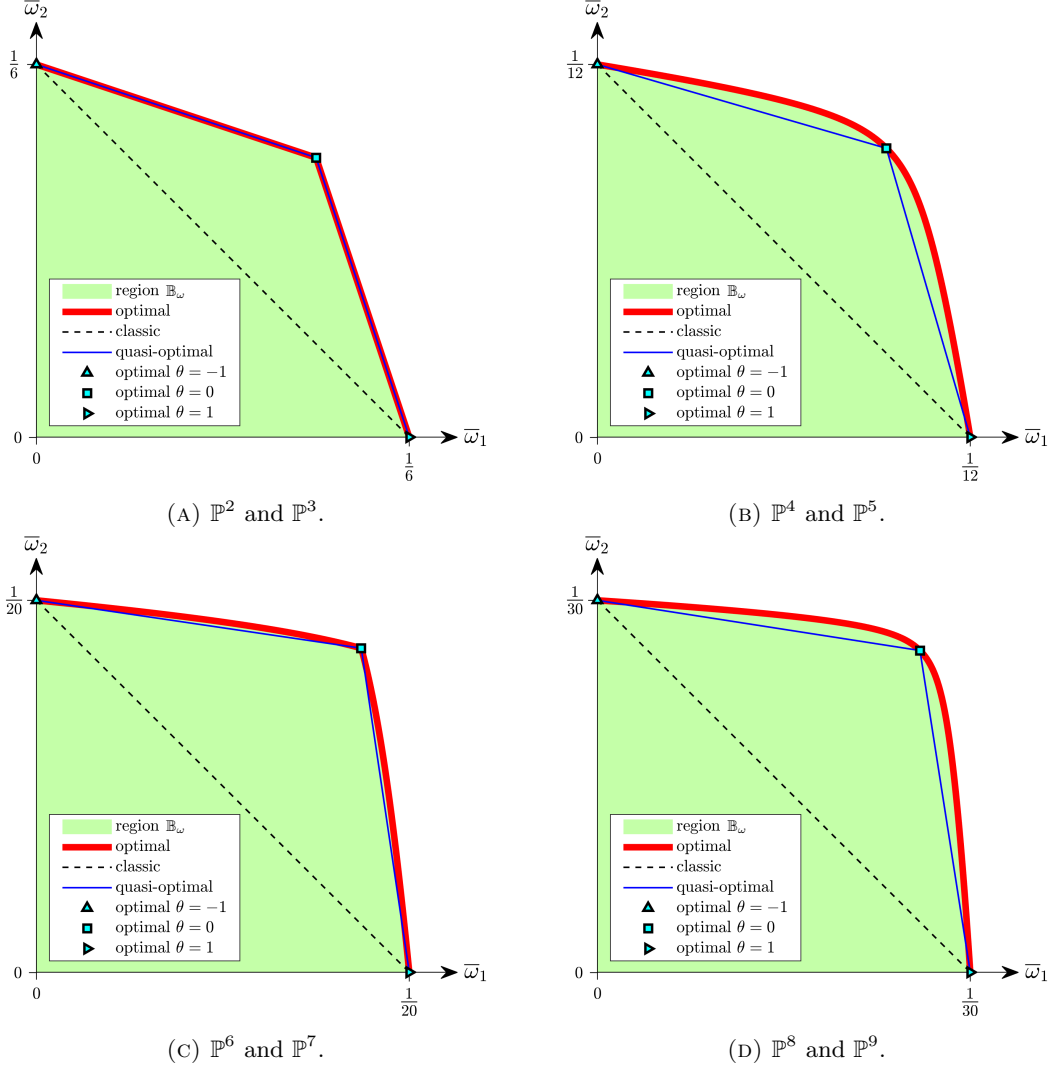 ω̅₂
1/6
region 𝔹_ω
optimal
classic
quasi-optimal
optimal θ = −1
optimal θ = 0
optimal θ = 1
0
ω̅₁
0
1/6
(A) ℙ² and ℙ³.
ω̅₂
1/12
region 𝔹_ω
optimal
classic
quasi-optimal
optimal θ = −1
optimal θ = 0
optimal θ = 1
0
ω̅₁
0
1/12
(B) ℙ⁴ and ℙ⁵.
ω̅₂
1/20
region 𝔹_ω
optimal
classic
quasi-optimal
optimal θ = −1
optimal θ = 0
optimal θ = 1
0
ω̅₁
0
1/20
(C) ℙ⁶ and ℙ⁷.
ω̅₂
1/30
region 𝔹_ω
optimal
classic
quasi-optimal
optimal θ = −1
optimal θ = 0
optimal θ = 1
0
ω̅₁
0
1/30
(D) ℙ⁸ and ℙ⁹.